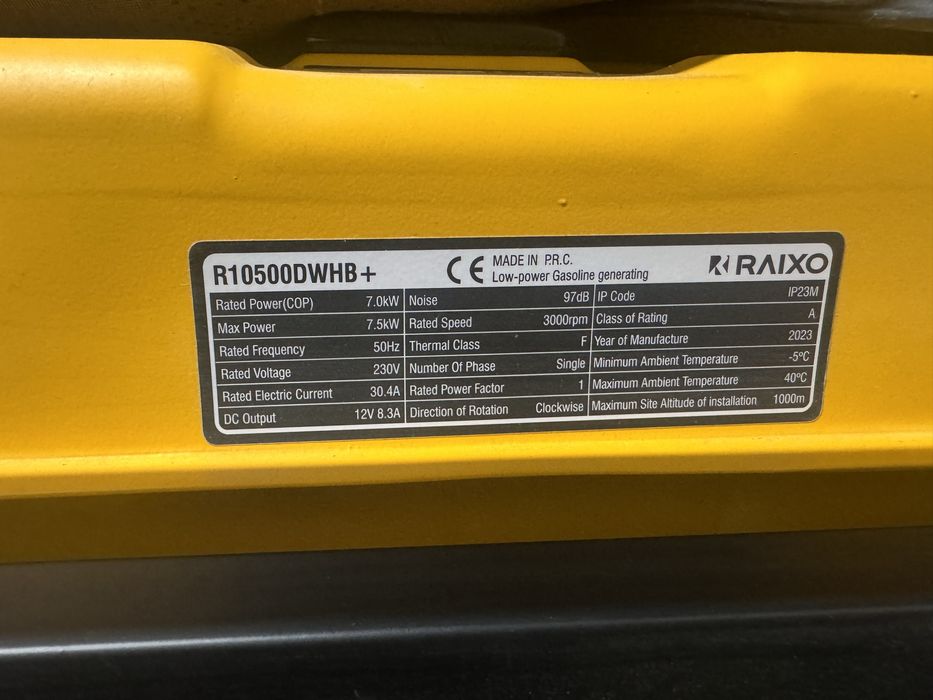 R10500DWHB+
CE MADE IN P.R.C.
Low-power Gasoline generating
RAIXO
Rated Power(COP) 7.0kW
Max Power 7.5kW
Rated Frequency 50Hz
Rated Voltage 230V
Rated Electric Current 30.4A
DC Output 12V 8.3A
Noise 97dB
Rated Speed 3000rpm
Thermal Class F
Number Of Phase Single
Rated Power Factor 1
Direction of Rotation Clockwise
IP Code IP23M
Class of Rating A
Year of Manufacture 2023
Minimum Ambient Temperature -5℃
Maximum Ambient Temperature 40℃
Maximum Site Altitude of installation 1000m